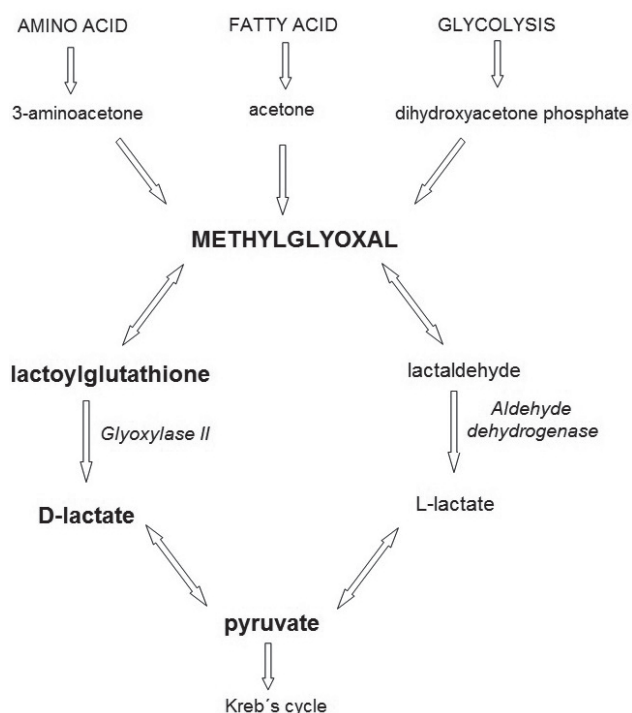 AMINO ACID
FATTY ACID
GLYCOLYSIS
3-aminoacetone
acetone
dihydroxyacetone phosphate
METHYLGLYOXAL
lactoylglutathione
lactaldehyde
Glyoxylase II
Aldehyde
dehydrogenase
D-lactate
L-lactate
pyruvate
Kreb´s cycle